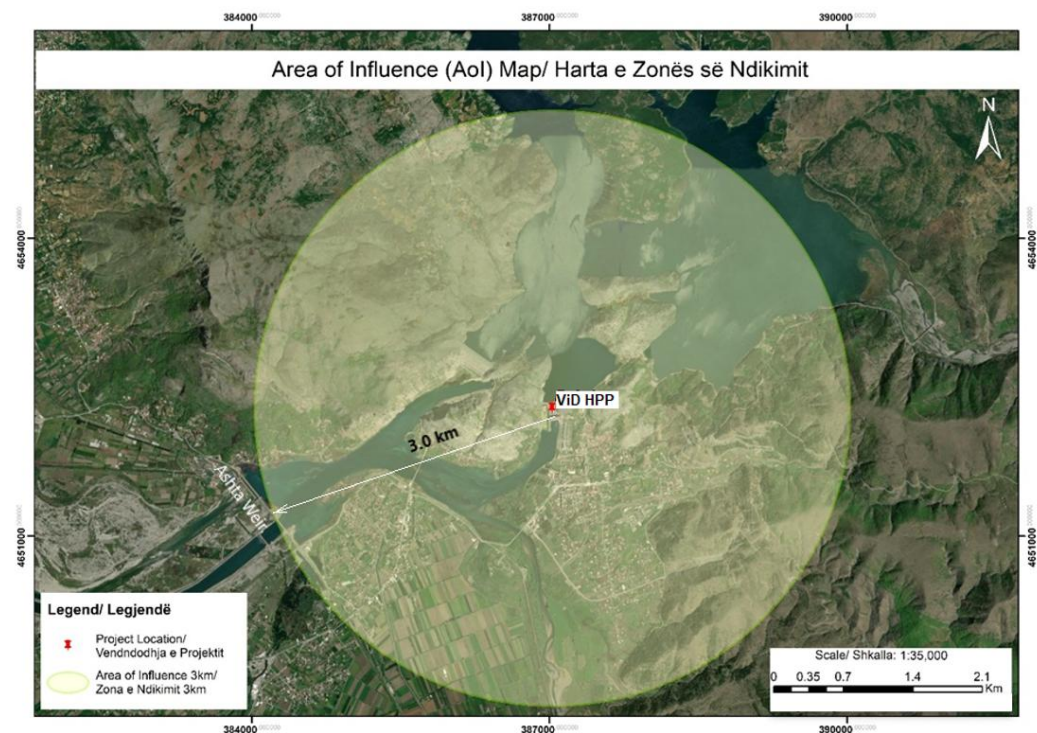 384000 387000 390000
Area of Influence (AoI) Map/ Harta e Zonës së Ndikimit
N
4654000 4654000
ViD HPP
3.0 km
Ashta Weir
4651000 4651000
Legend/ Legjendë
Project Location/
Vendndodhja e Projektit
Area of Influence 3km/
Zona e Ndikimit 3km
Scale/ Shkalla: 1:35,000
0 0.35 0.7 1.4 2.1
Km
384000 387000 390000